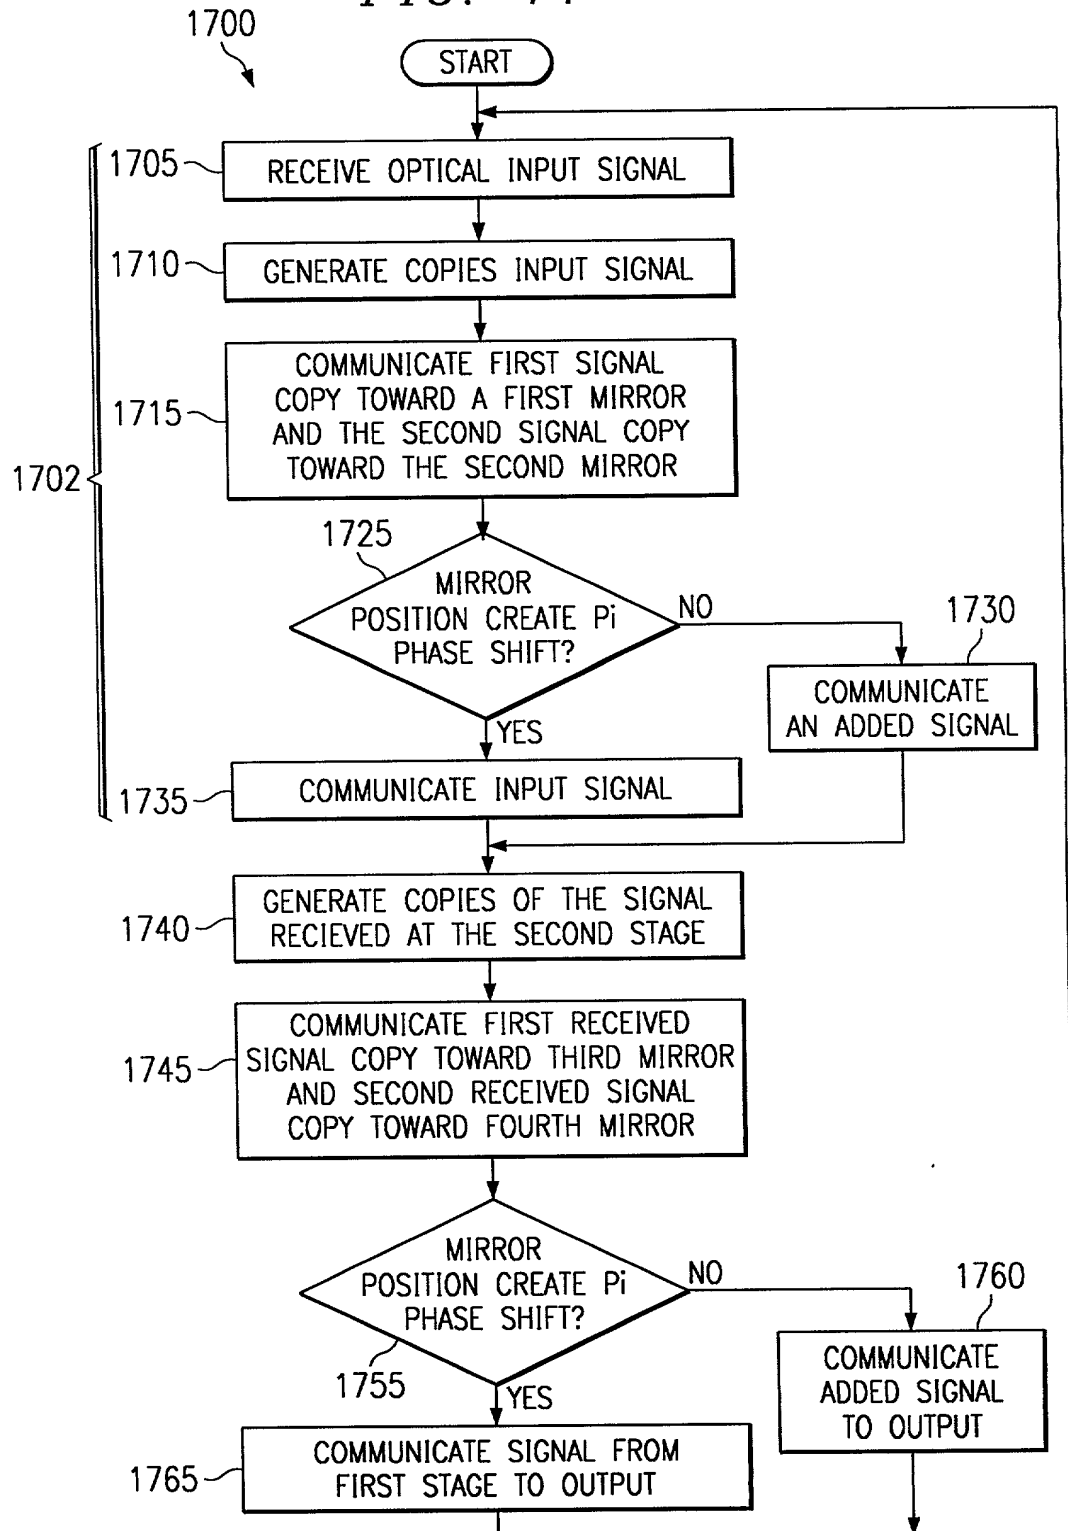 1700
START
1705
RECEIVE OPTICAL INPUT SIGNAL
1710
GENERATE COPIES INPUT SIGNAL
1715
COMMUNICATE FIRST SIGNAL
COPY TOWARD A FIRST MIRROR
AND THE SECOND SIGNAL COPY
TOWARD THE SECOND MIRROR
1702
1725
MIRROR
POSITION CREATE Pi
PHASE SHIFT?
NO
1730
COMMUNICATE
AN ADDED SIGNAL
YES
1735
COMMUNICATE INPUT SIGNAL
1740
GENERATE COPIES OF THE SIGNAL
RECIEVED AT THE SECOND STAGE
1745
COMMUNICATE FIRST RECEIVED
SIGNAL COPY TOWARD THIRD MIRROR
AND SECOND RECEIVED SIGNAL
COPY TOWARD FOURTH MIRROR
MIRROR
POSITION CREATE Pi
PHASE SHIFT?
NO
1760
1755
COMMUNICATE
ADDED SIGNAL
TO OUTPUT
YES
1765
COMMUNICATE SIGNAL FROM
FIRST STAGE TO OUTPUT